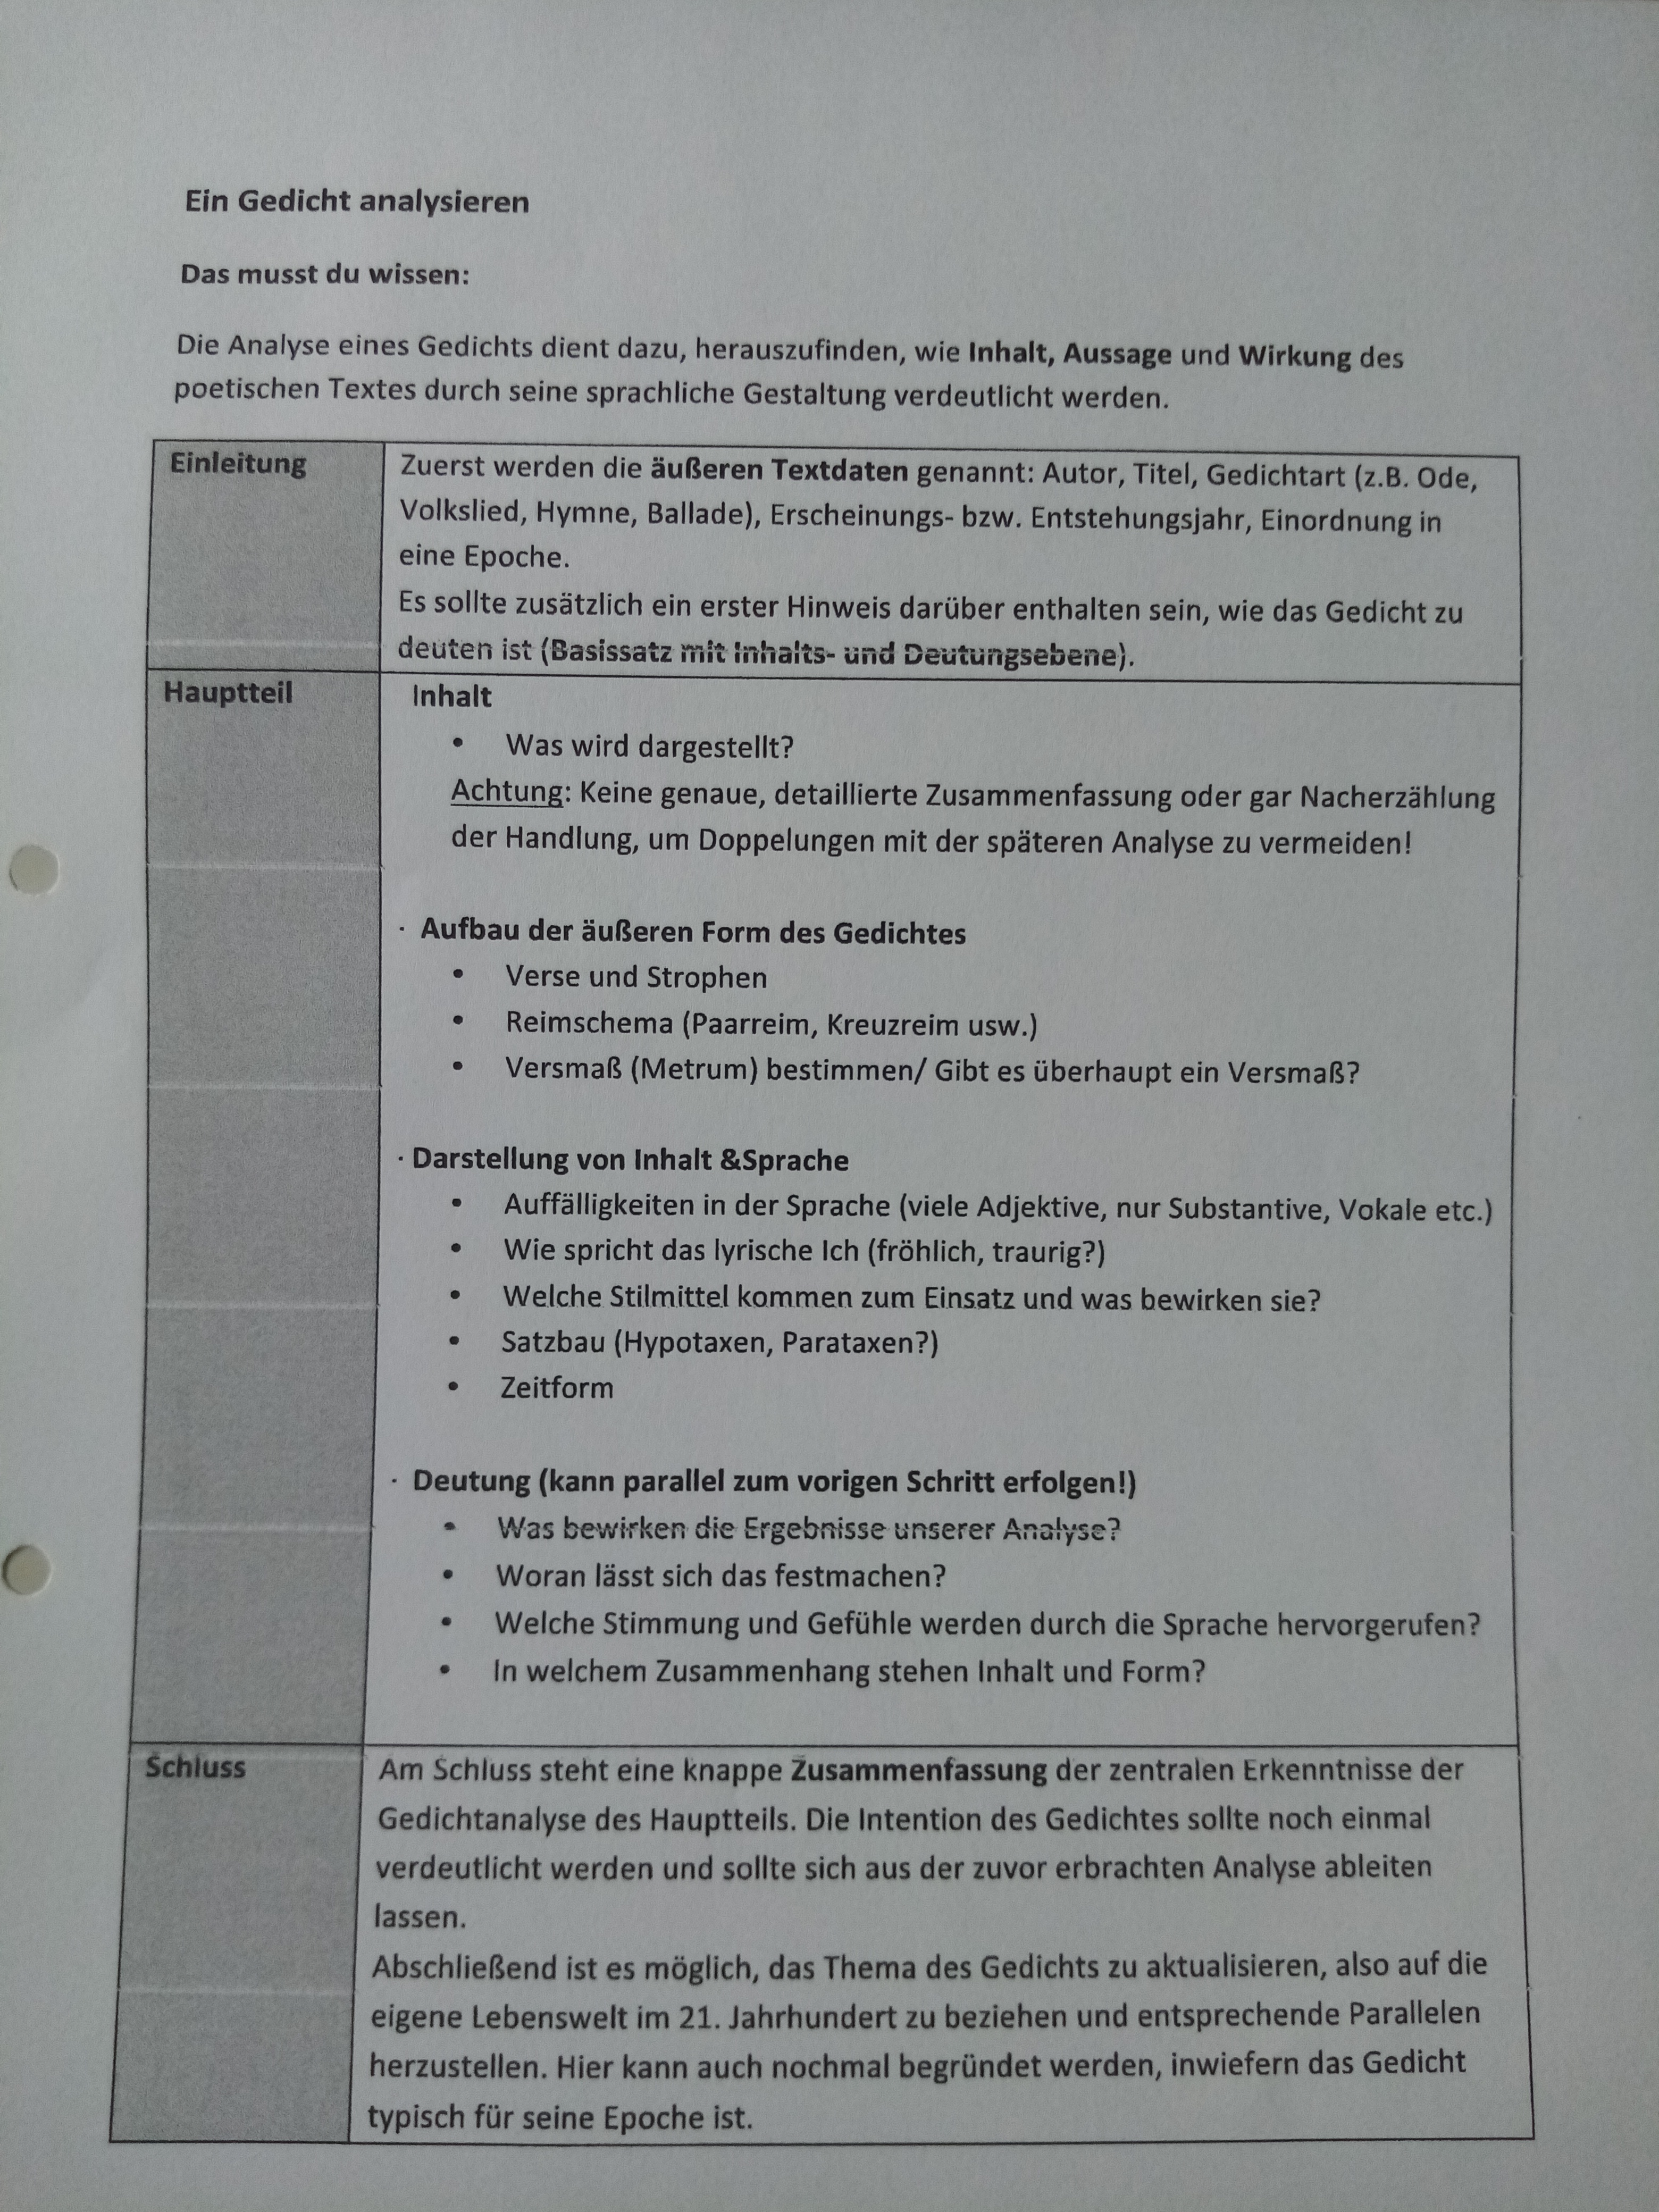 Ein Gedicht analysieren
Das musst du wissen:
Die Analyse eines Gedichts dient dazu, herauszufinden, wie Inhalt, Aussage und Wirkung des
poetischen Textes durch seine sprachliche Gestaltung verdeutlicht werden.
Einleitung
Zuerst werden die äußeren Textdaten genannt: Autor, Titel, Gedichtart (z.B. Ode,
Volkslied, Hymne, Ballade), Erscheinungs- bzw. Entstehungsjahr, Einordnung in
eine Epoche.
Es sollte zusätzlich ein erster Hinweis darüber enthalten sein, wie das Gedicht zu
deuten ist (Basissatz mit Inhalts- und Deutungsebene).
Hauptteil
Inhalt
• Was wird dargestellt?
Achtung: Keine genaue, detaillierte Zusammenfassung oder gar Nacherzählung
der Handlung, um Doppelungen mit der späteren Analyse zu vermeiden!
· Aufbau der äußeren Form des Gedichtes
• Verse und Strophen
• Reimschema (Paarreim, Kreuzreim usw.)
• Versmaß (Metrum) bestimmen/ Gibt es überhaupt ein Versmaß?
· Darstellung von Inhalt &Sprache
• Auffälligkeiten in der Sprache (viele Adjektive, nur Substantive, Vokale etc.)
• Wie spricht das lyrische Ich (fröhlich, traurig?)
• Welche Stilmittel kommen zum Einsatz und was bewirken sie?
• Satzbau (Hypotaxen, Parataxen?)
• Zeitform
· Deutung (kann parallel zum vorigen Schritt erfolgen!)
• Was bewirken die Ergebnisse unserer Analyse?
• Woran lässt sich das festmachen?
• Welche Stimmung und Gefühle werden durch die Sprache hervorgerufen?
• In welchem Zusammenhang stehen Inhalt und Form?
Schluss
Am Schluss steht eine knappe Zusammenfassung der zentralen Erkenntnisse der
Gedichtanalyse des Hauptteils. Die Intention des Gedichtes sollte noch einmal
verdeutlicht werden und sollte sich aus der zuvor erbrachten Analyse ableiten
lassen.
Abschließend ist es möglich, das Thema des Gedichts zu aktualisieren, also auf die
eigene Lebenswelt im 21. Jahrhundert zu beziehen und entsprechende Parallelen
herzustellen. Hier kann auch nochmal begründet werden, inwiefern das Gedicht
typisch für seine Epoche ist.